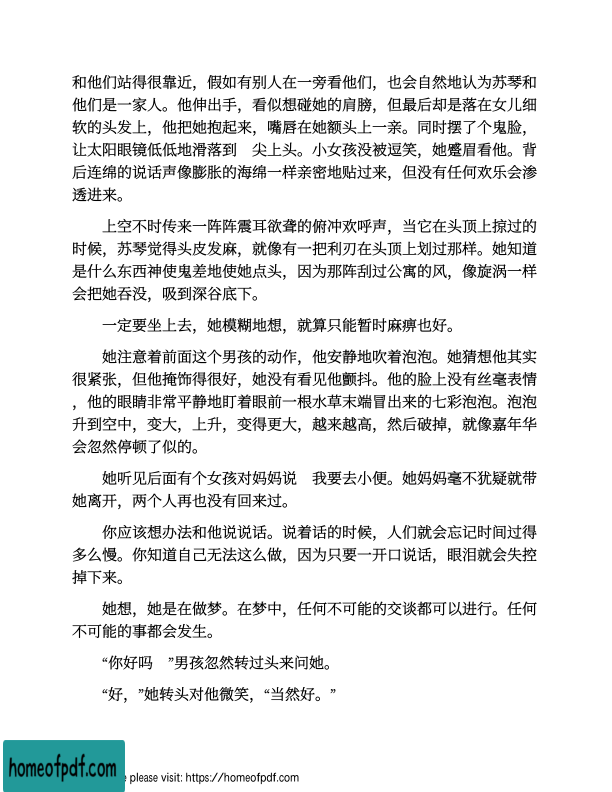 和他们站得很靠近，假如有别人在一旁看他们，也会自然地认为苏琴和
他们是一家人。他伸出手，看似想碰她的肩膀，但最后却是落在女儿细
软的头发上，他把她抱起来，嘴唇在她额头上一亲。同时摆了个鬼脸，
让太阳眼镜低低地滑落到　尖上头。小女孩没被逗笑，她蹙眉看他。背
后连绵的说话声像膨胀的海绵一样亲密地贴过来，但没有任何欢乐会渗
透进来。
上空不时传来一阵阵震耳欲聋的俯冲欢呼声，当它在头顶上掠过的
时候，苏琴觉得头皮发麻，就像有一把利刃在头顶上划过那样。她知道
是什么东西神使鬼差地使她点头，因为那阵刮过公寓的风，像旋涡一样
会把她吞没，吸到深谷底下。
一定要坐上去，她模糊地想，就算只能暂时麻痹也好。
她注意着前面这个男孩的动作，他安静地吹着泡泡。她猜想他其实
很紧张，但他掩饰得很好，她没有看见他颤抖。他的脸上没有丝毫表情
，他的眼睛非常平静地盯着眼前一根水草末端冒出来的七彩泡泡。泡泡
升到空中，变大，上升，变得更大，越来越高，然后破掉，就像嘉年华
会忽然停顿了似的。
她听见后面有个女孩对妈妈说　我要去小便。她妈妈毫不犹疑就带
她离开，两个人再也没有回来过。
你应该想办法和他说说话。说着话的时候，人们就会忘记时间过得
多么慢。你知道自己无法这么做，因为只要一开口说话，眼泪就会失控
掉下来。
她想，她是在做梦。在梦中，任何不可能的交谈都可以进行。任何
不可能的事都会发生。
“你好吗　”男孩忽然转过头来问她。
“好，”她转头对他微笑，“当然好。”
homeofpdf.com
e please visit: https://homeofpdf.com